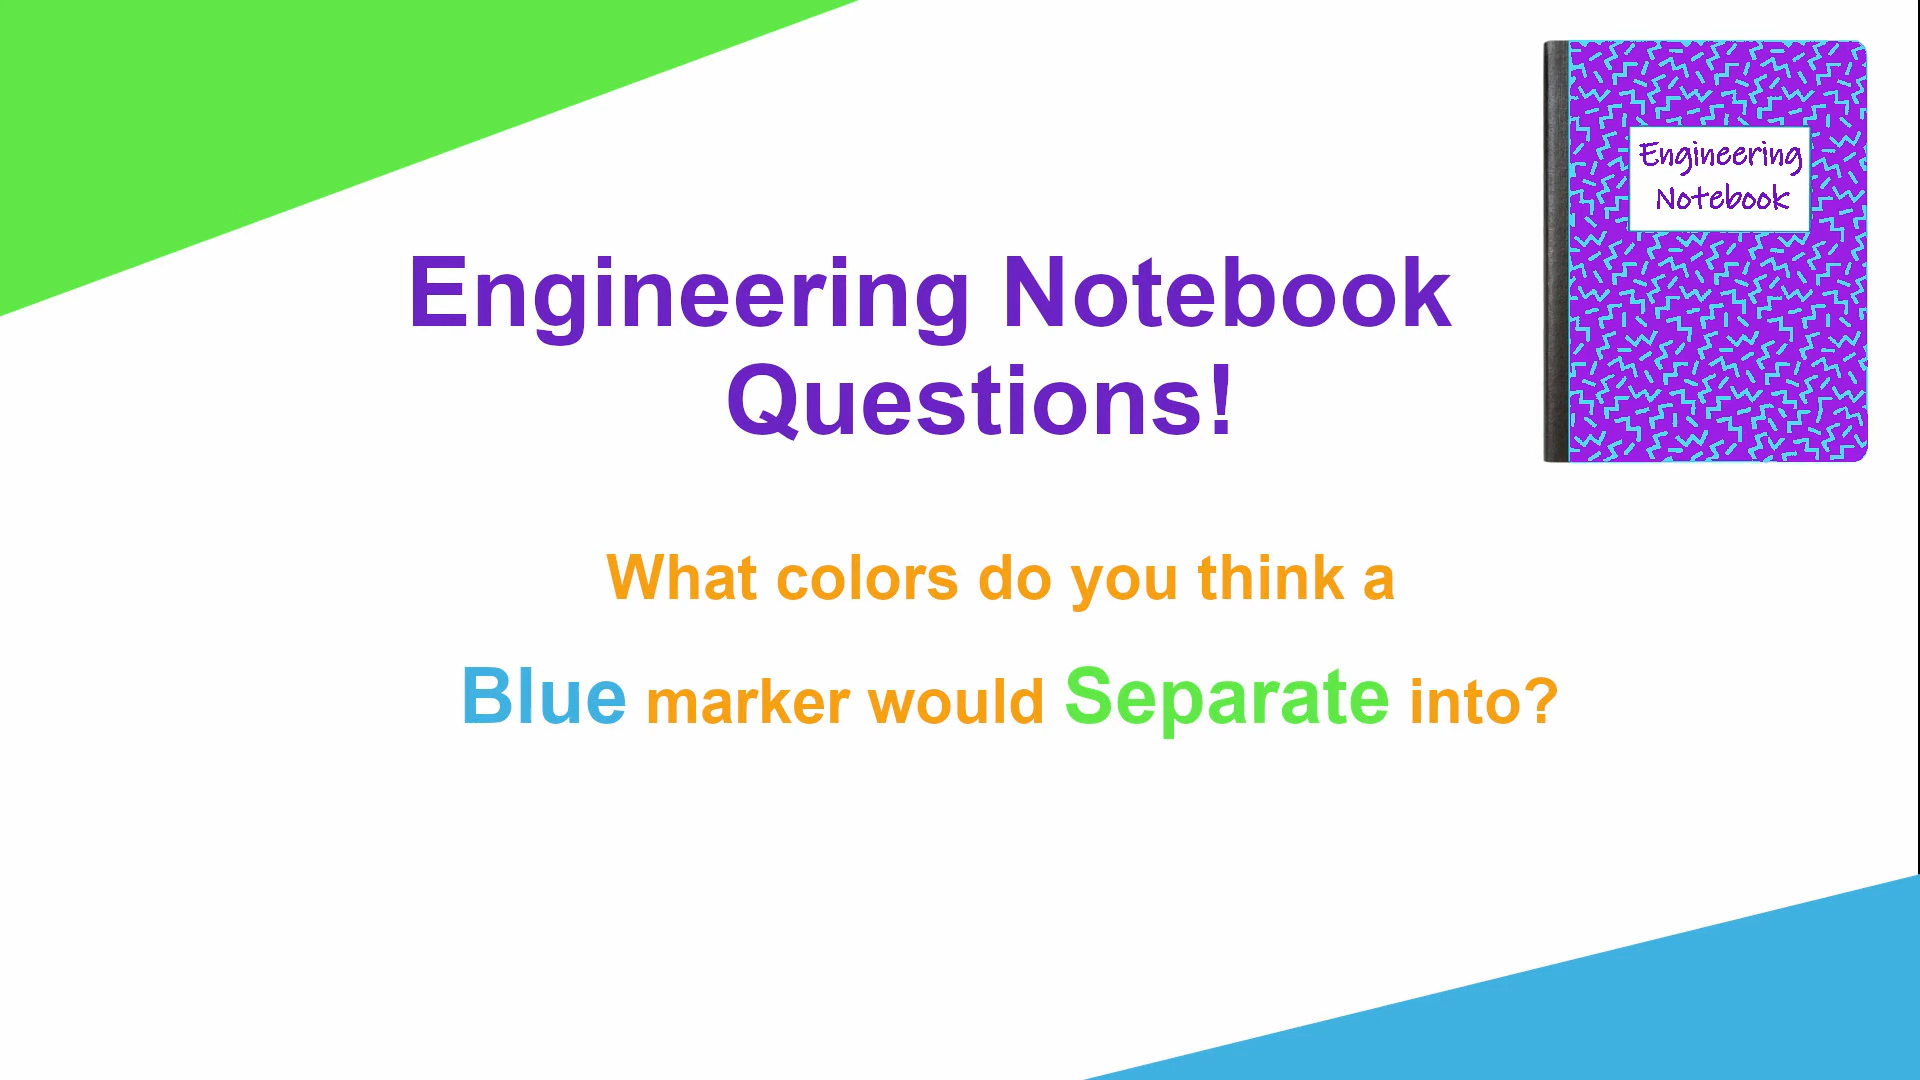 Engineering
Notebook
Engineering Notebook
Questions!
What colors do you think a
Blue marker would Separate into?